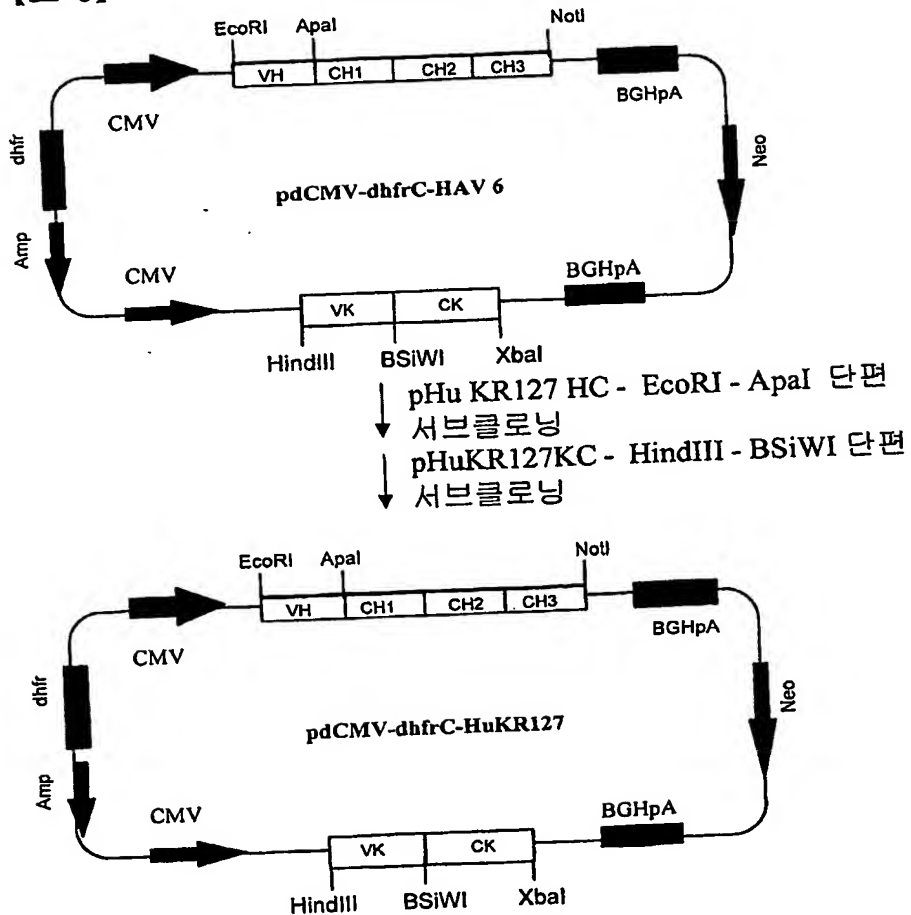 EcoRI ApaI NotI
VH CH1 CH2 CH3
CMV BGHpA
dhfr Neo
pdCMV-dhfrC-HAV 6
Amp
CMV BGHpA
VK CK
HindIII BSiWI XbaI
pHu KR127 HC - EcoRI - ApaI 단편
서브클로닝
pHuKR127KC - HindIII - BSiWI 단편
서브클로닝
EcoRI ApaI NotI
VH CH1 CH2 CH3
CMV BGHpA
dhfr Neo
pdCMV-dhfrC-HuKR127
Amp
CMV BGHpA
VK CK
HindIII BSiWI XbaI